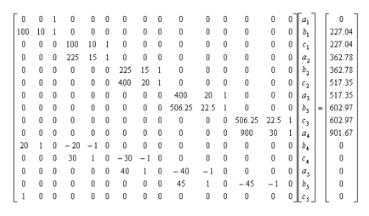 0 0 1 0 0 0 0 0 0 0 0 0 0 0 0 a₁ 0
100 10 1 0 0 0 0 0 0 0 0 0 0 0 0 b₁ 227.04
0 0 0 100 10 1 0 0 0 0 0 0 0 0 0 c₁ 227.04
0 0 0 225 15 1 0 0 0 0 0 0 0 0 0 a₂ 362.78
0 0 0 0 0 0 225 15 1 0 0 0 0 0 0 b₂ 362.78
0 0 0 0 0 0 400 20 1 0 0 0 0 0 0 c₂ 517.35
0 0 0 0 0 0 0 0 0 400 20 1 0 0 0 a₃ 517.35
0 0 0 0 0 0 0 0 0 506.25 22.5 1 0 0 0 b₃ = 602.97
0 0 0 0 0 0 0 0 0 0 0 0 506.25 22.5 1 c₃ 602.97
0 0 0 0 0 0 0 0 0 0 0 0 900 30 1 a₄ 901.67
20 1 0 −20 −1 0 0 0 0 0 0 0 0 0 0 b₄ 0
0 0 0 30 1 0 −30 −1 0 0 0 0 0 0 0 c₄ 0
0 0 0 0 0 0 40 1 0 −40 −1 0 0 0 0 a₅ 0
0 0 0 0 0 0 0 0 0 45 1 0 −45 −1 0 b₅ 0
1 0 0 0 0 0 0 0 0 0 0 0 0 0 0 c₅ 0